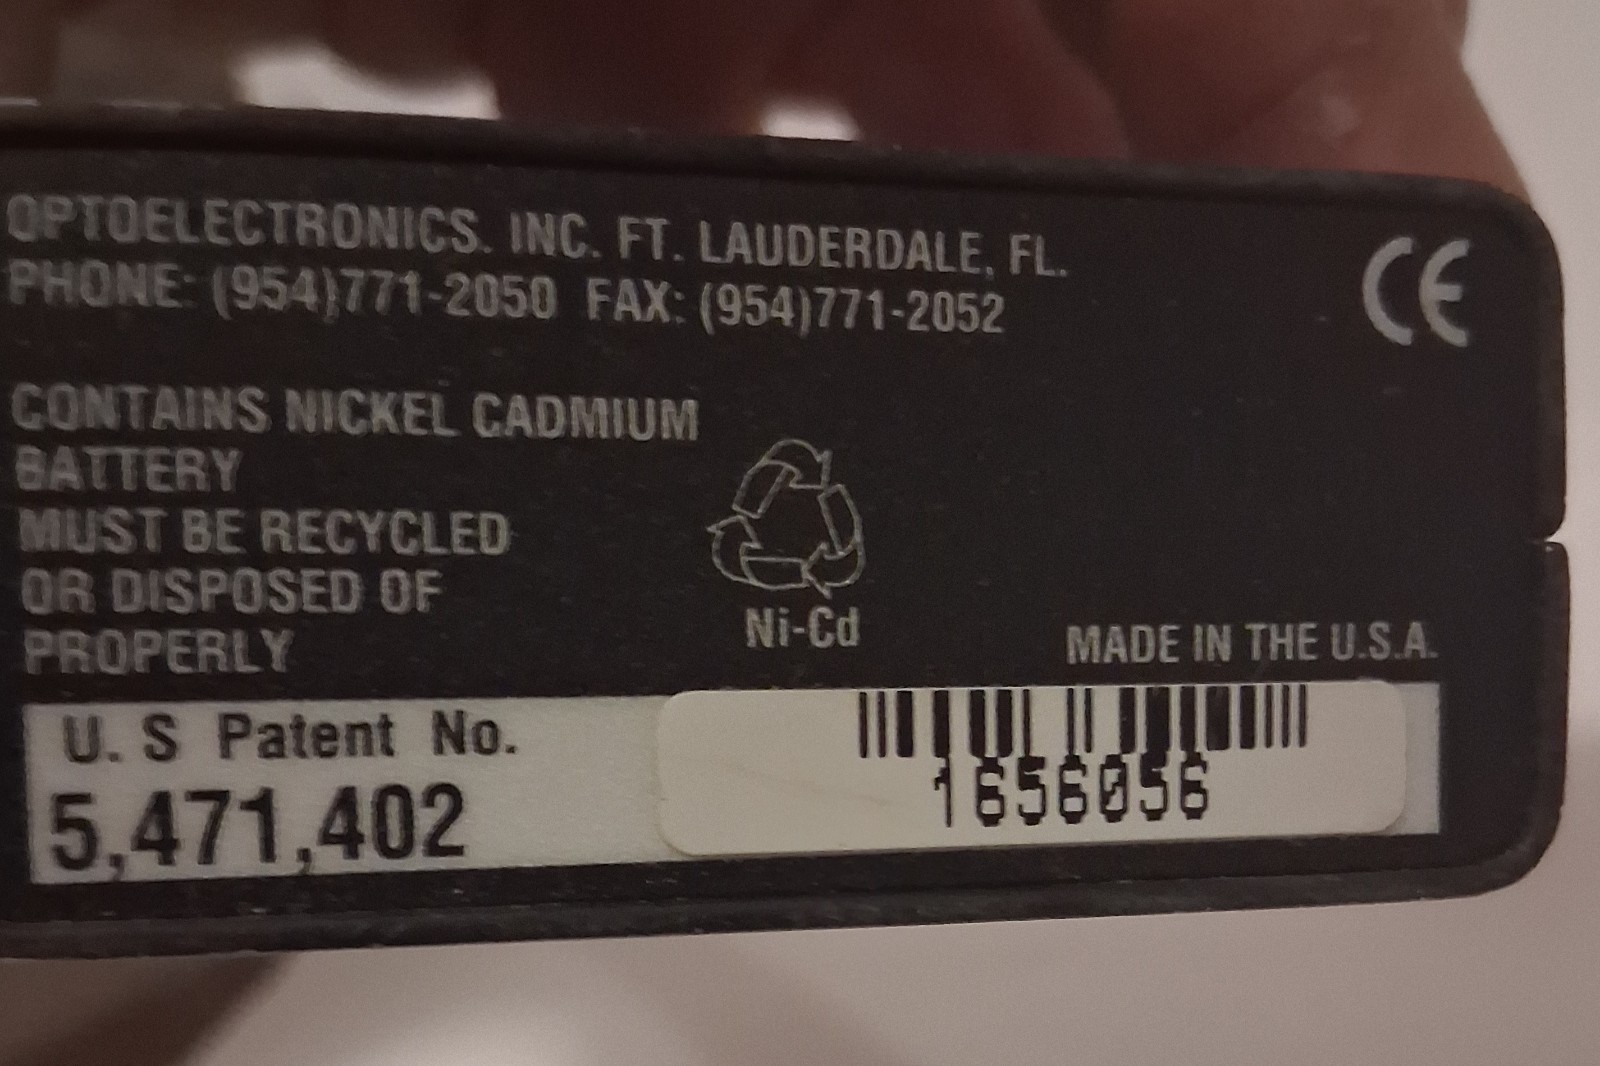 OPTOELECTRONICS. INC. FT. LAUDERDALE, FL.
PHONE: (954)771-2050 FAX: (954)771-2052
CE
CONTAINS NICKEL CADMIUM
BATTERY
MUST BE RECYCLED
OR DISPOSED OF
PROPERLY
Ni-Cd
MADE IN THE U.S.A.
U. S Patent No.
5,471,402
1656056